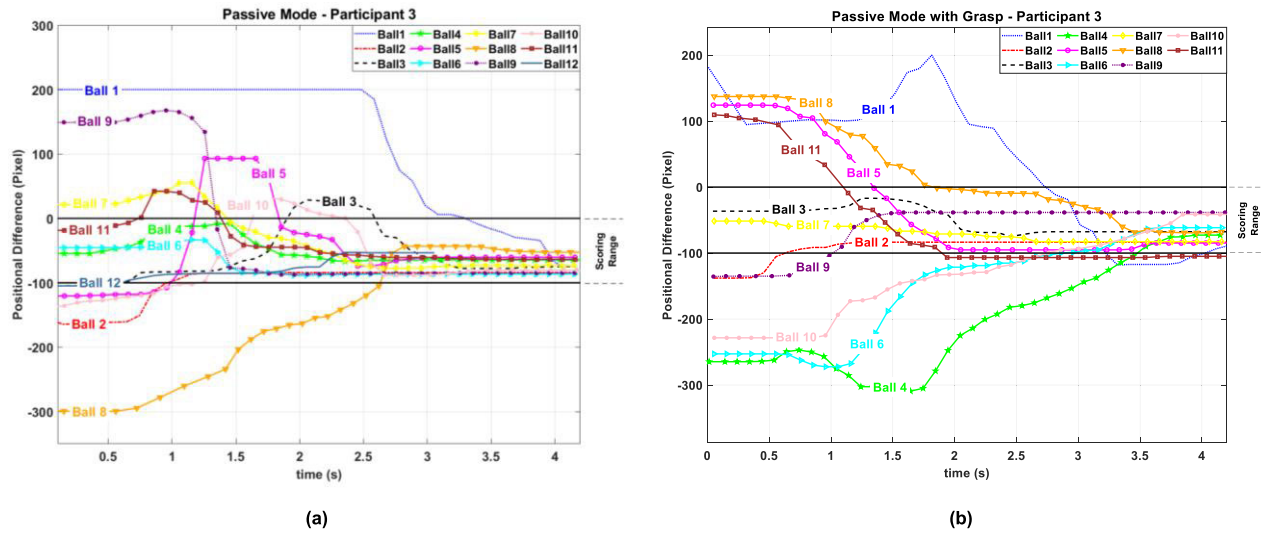 Passive Mode - Participant 3
Ball1 Ball4 Ball7 Ball10
Ball2 Ball5 Ball8 Ball11
Ball3 Ball6 Ball9 Ball12
Positional Difference (Pixel)
300
200
100
0
-100
-200
-300
Ball 1
Ball 9
Ball 5
Ball 7
Ball 10
Ball 3
Ball 11
Ball 4
Ball 6
Ball 12
Ball 2
Ball 8
Scoring
Range
0.5 1 1.5 2 2.5 3 3.5 4
time (s)
(a)
Passive Mode with Grasp - Participant 3
Ball1 Ball4 Ball7 Ball10
Ball2 Ball5 Ball8 Ball11
Ball3 Ball6 Ball9
Positional Difference (Pixel)
200
100
0
-100
-200
-300
Ball 8
Ball 1
Ball 11
Ball 5
Ball 3
Ball 7
Ball 2
Ball 9
Ball 10
Ball 6
Ball 4
Scoring
Range
0 0.5 1 1.5 2 2.5 3 3.5 4
time (s)
(b)